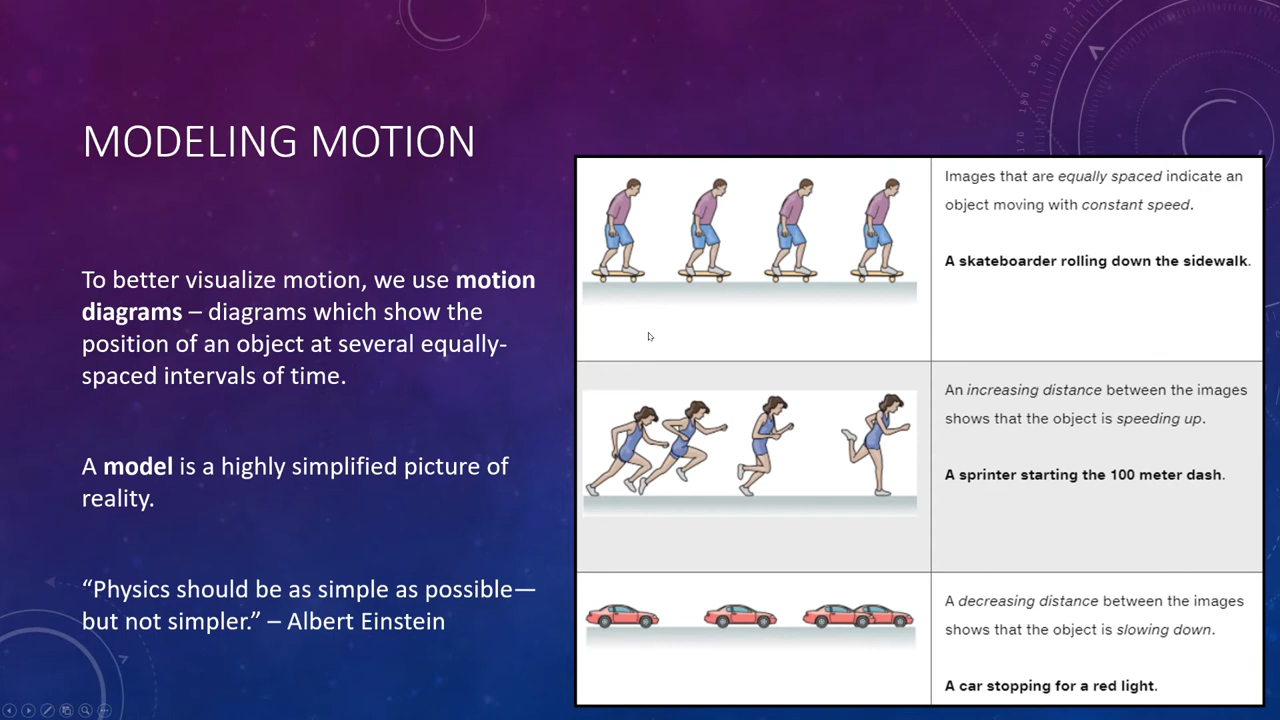 MODELING MOTION
To better visualize motion, we use motion
diagrams – diagrams which show the
position of an object at several equally-
spaced intervals of time.
A model is a highly simplified picture of
reality.
“Physics should be as simple as possible—
but not simpler.” – Albert Einstein
Images that are equally spaced indicate an
object moving with constant speed.
A skateboarder rolling down the sidewalk.
An increasing distance between the images
shows that the object is speeding up.
A sprinter starting the 100 meter dash.
A decreasing distance between the images
shows that the object is slowing down.
A car stopping for a red light.
170
180
190
200